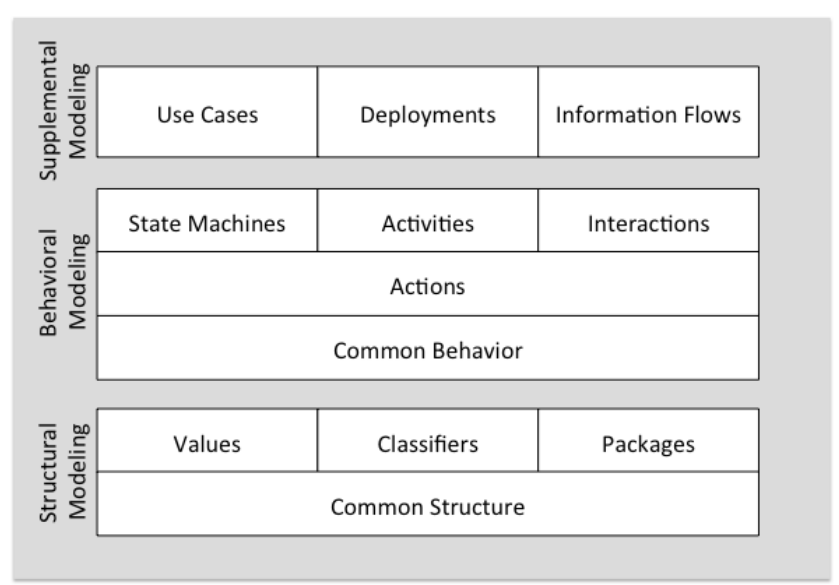 Supplemental
Modeling
Use Cases
Deployments
Information Flows
Behavioral
Modeling
State Machines
Activities
Interactions
Actions
Common Behavior
Structural
Modeling
Values
Classifiers
Packages
Common Structure